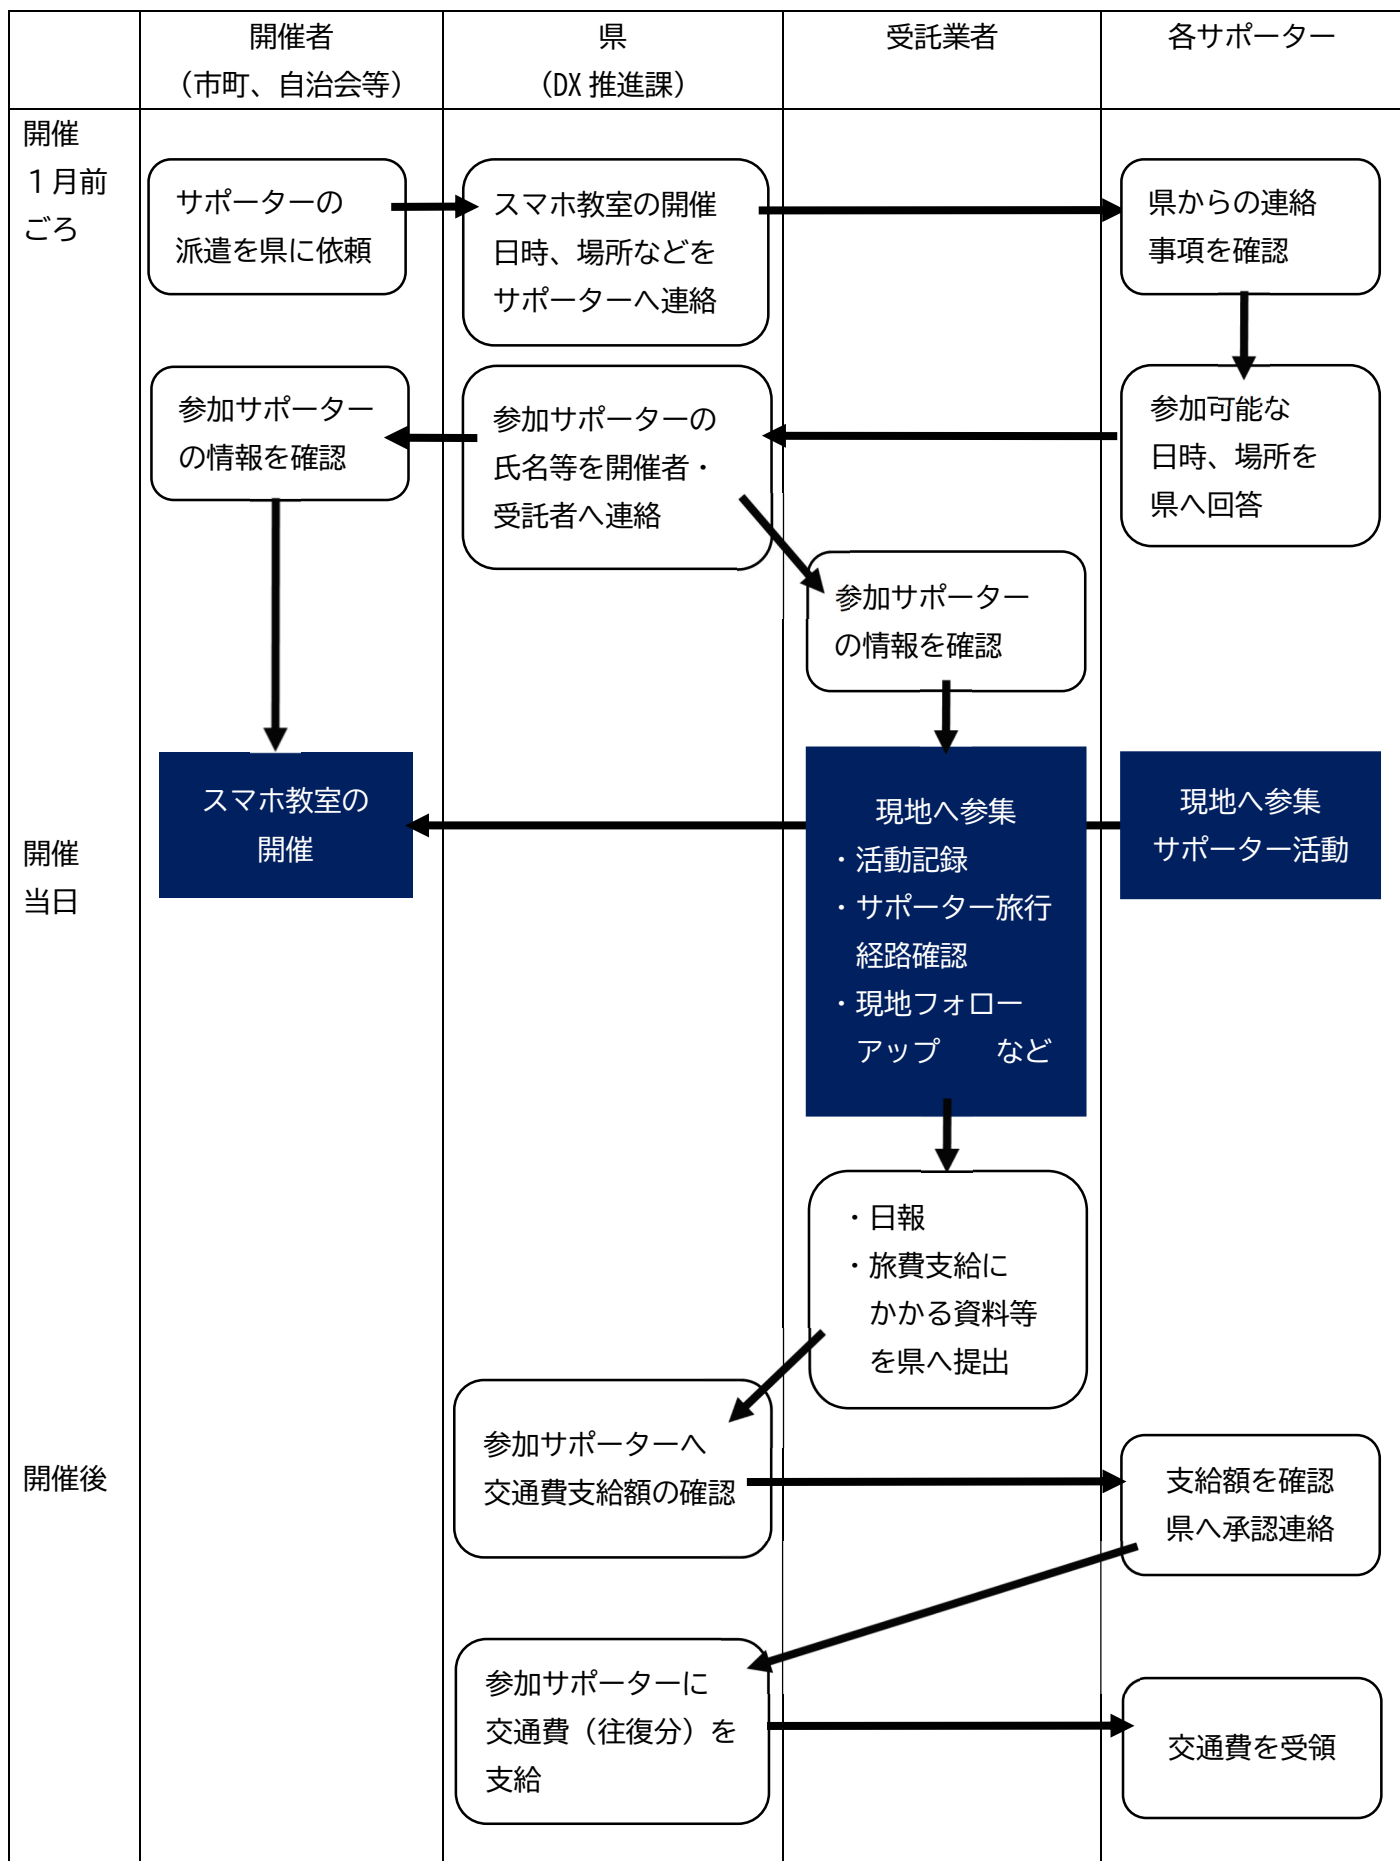 開催者
（市町、自治会等）
県
（DX 推進課）
受託業者
各サポーター
開催
１月前
ごろ
サポーターの
派遣を県に依頼
スマホ教室の開催
日時、場所などを
サポーターへ連絡
県からの連絡
事項を確認
参加サポーター
の情報を確認
参加サポーターの
氏名等を開催者・
受託者へ連絡
参加可能な
日時、場所を
県へ回答
参加サポーター
の情報を確認
開催
当日
スマホ教室の
開催
現地へ参集
・活動記録
・サポーター旅行
経路確認
・現地フォロー
アップ　　など
現地へ参集
サポーター活動
・日報
・旅費支給に
かかる資料等
を県へ提出
開催後
参加サポーターへ
交通費支給額の確認
支給額を確認
県へ承認連絡
参加サポーターに
交通費（往復分）を
支給
交通費を受領